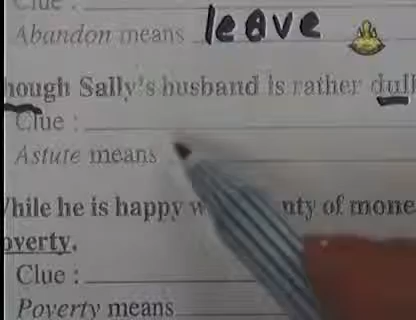 Clue :
Abandon means leave
hough Sally's husband is rather dull
Clue :
Astute means
While he is happy w nty of mone
overty.
Clue :
Poverty means